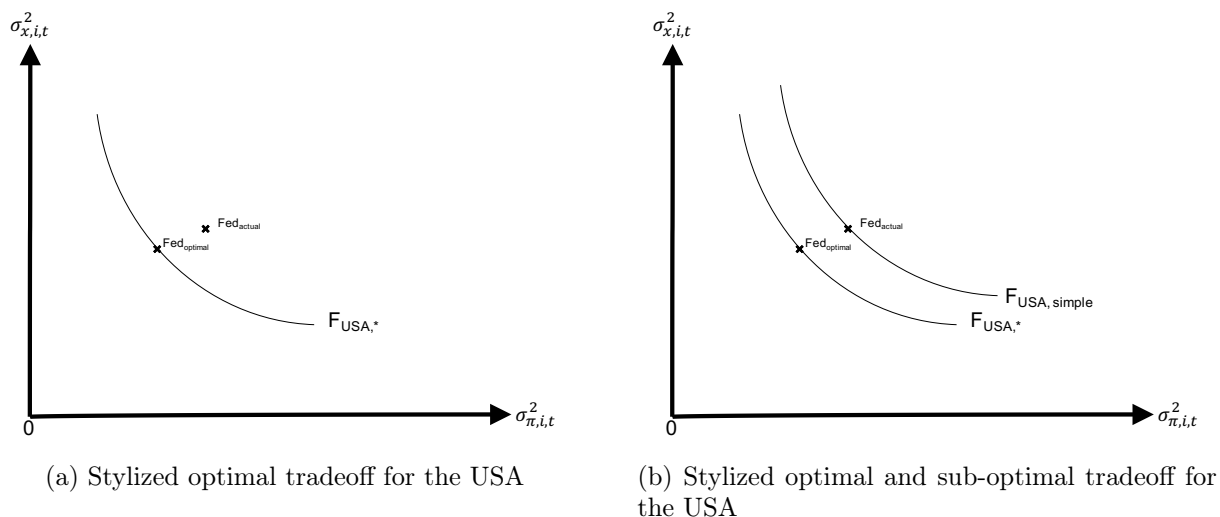 σ²x,i,t
Fedactual
Fedoptimal
FUSA,*
0
σ²π,i,t
(a) Stylized optimal tradeoff for the USA
σ²x,i,t
Fedactual
Fedoptimal
FUSA, simple
FUSA,*
0
σ²π,i,t
(b) Stylized optimal and sub-optimal tradeoff for
the USA